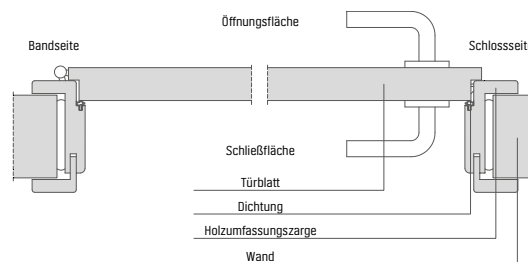 Öffnungsfläche
Bandseite
Schlossseite
Schließfläche
Türblatt
Dichtung
Holzumfassungszarge
Wand